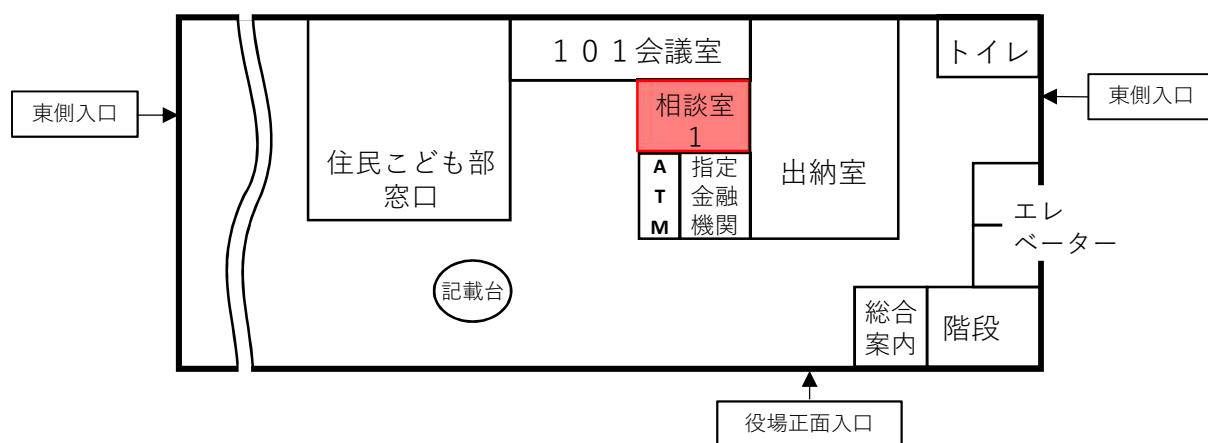 １０１会議室
トイレ
東側入口
相談室
１
東側入口
住民こども部
窓口
ＡＴＭ
指定
金融
機関
出納室
エレ
ベーター
記載台
総合
案内
階段
役場正面入口